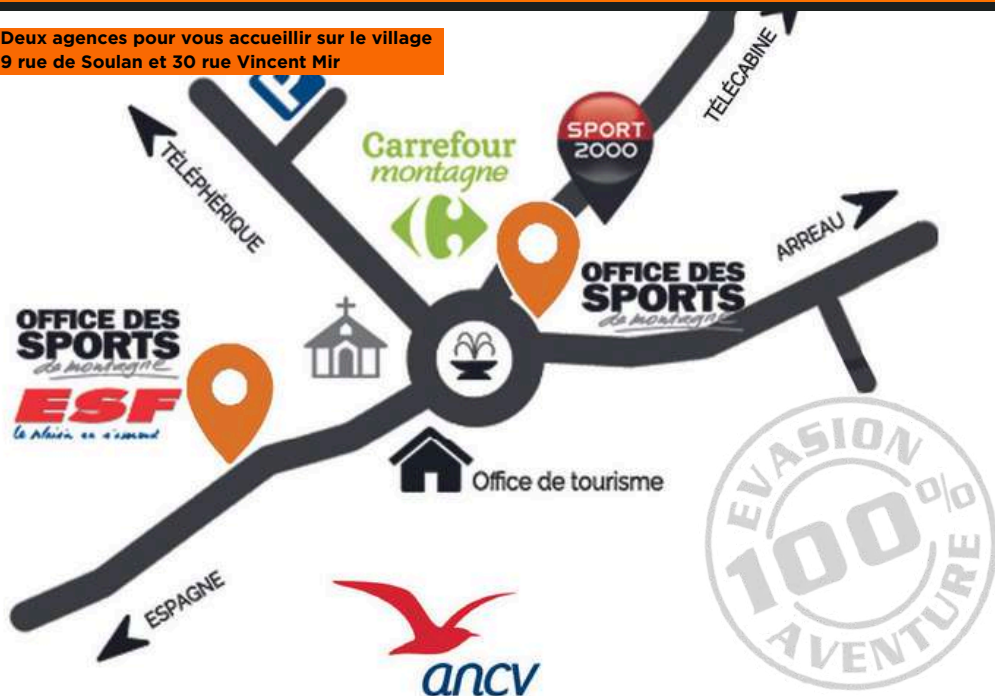 Deux agences pour vous accueillir sur le village
9 rue de Soulan et 30 rue Vincent Mir
P
TÉLÉCABINE
TÉLÉPHÉRIQUE
Carrefour
montagne
SPORT
2000
ARREAU
OFFICE DES
SPORTS
de montagne
OFFICE DES
SPORTS
de montagne
ESF
Office de tourisme
ESPAGNE
ancv
EVASION
100%
AVENTURE